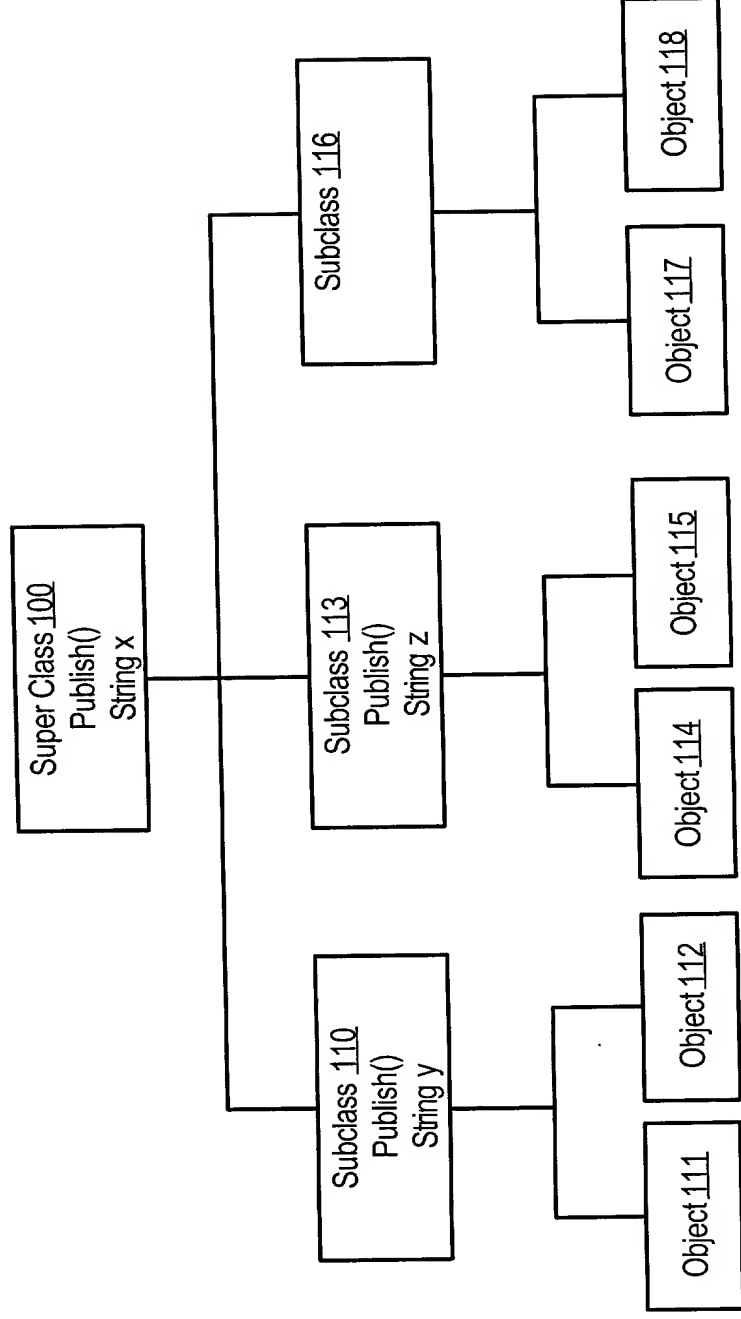 Super Class 100
Publish()
String x
Subclass 110
Publish()
String y
Subclass 113
Publish()
String z
Subclass 116
Object 111
Object 112
Object 114
Object 115
Object 117
Object 118